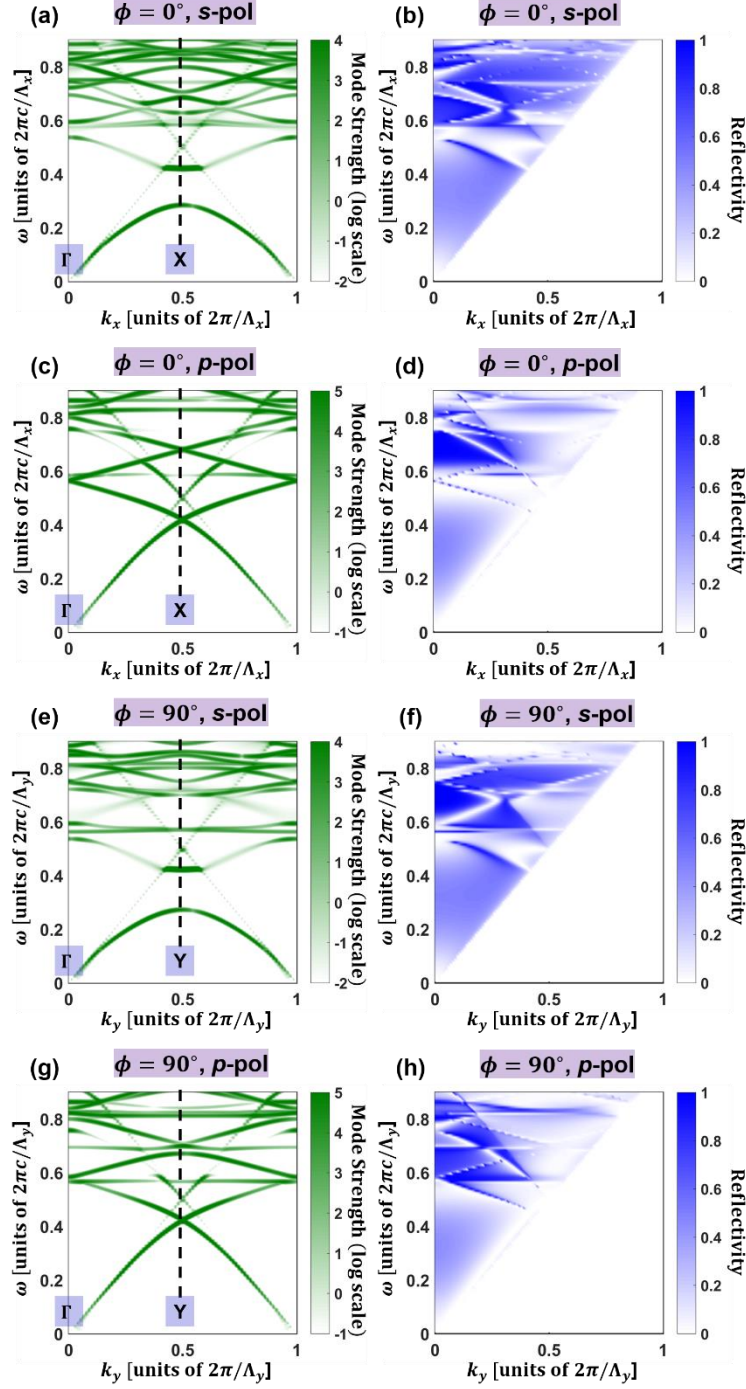 (a) ϕ = 0°, s-pol
ω [units of 2πc/Λx]
0.8
0.6
0.4
0.2
0
Γ
X
0 0.5 1
kx [units of 2π/Λx]
4
3
2
1
0
-1
-2
Mode Strength (log scale)
(b) ϕ = 0°, s-pol
ω [units of 2πc/Λx]
0.8
0.6
0.4
0.2
0
0 0.5 1
kx [units of 2π/Λx]
1
0.8
0.6
0.4
0.2
0
Reflectivity
(c) ϕ = 0°, p-pol
ω [units of 2πc/Λx]
0.8
0.6
0.4
0.2
0
Γ
X
0 0.5 1
kx [units of 2π/Λx]
5
4
3
2
1
0
-1
Mode Strength (log scale)
(d) ϕ = 0°, p-pol
ω [units of 2πc/Λx]
0.8
0.6
0.4
0.2
0
0 0.5 1
kx [units of 2π/Λx]
1
0.8
0.6
0.4
0.2
0
Reflectivity
(e) ϕ = 90°, s-pol
ω [units of 2πc/Λy]
0.8
0.6
0.4
0.2
0
Γ
Y
0 0.5 1
ky [units of 2π/Λy]
4
3
2
1
0
-1
-2
Mode Strength (log scale)
(f) ϕ = 90°, s-pol
ω [units of 2πc/Λy]
0.8
0.6
0.4
0.2
0
0 0.5 1
ky [units of 2π/Λy]
1
0.8
0.6
0.4
0.2
0
Reflectivity
(g) ϕ = 90°, p-pol
ω [units of 2πc/Λy]
0.8
0.6
0.4
0.2
0
Γ
Y
0 0.5 1
ky [units of 2π/Λy]
5
4
3
2
1
0
-1
Mode Strength (log scale)
(h) ϕ = 90°, p-pol
ω [units of 2πc/Λy]
0.8
0.6
0.4
0.2
0
0 0.5 1
ky [units of 2π/Λy]
1
0.8
0.6
0.4
0.2
0
Reflectivity